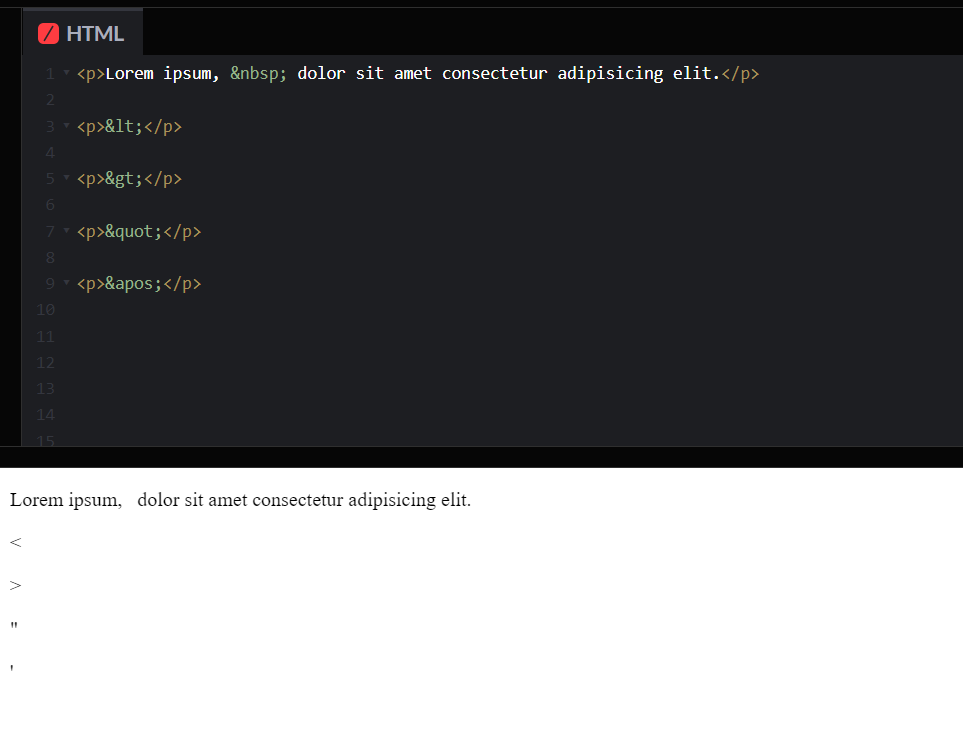 HTML
1 <p>Lorem ipsum, &nbsp; dolor sit amet consectetur adipisicing elit.</p>
2
3 <p>&lt;</p>
4
5 <p>&gt;</p>
6
7 <p>&quot;</p>
8
9 <p>&apos;</p>
10
11
12
13
14
15
Lorem ipsum,   dolor sit amet consectetur adipisicing elit.
<
>
"
'